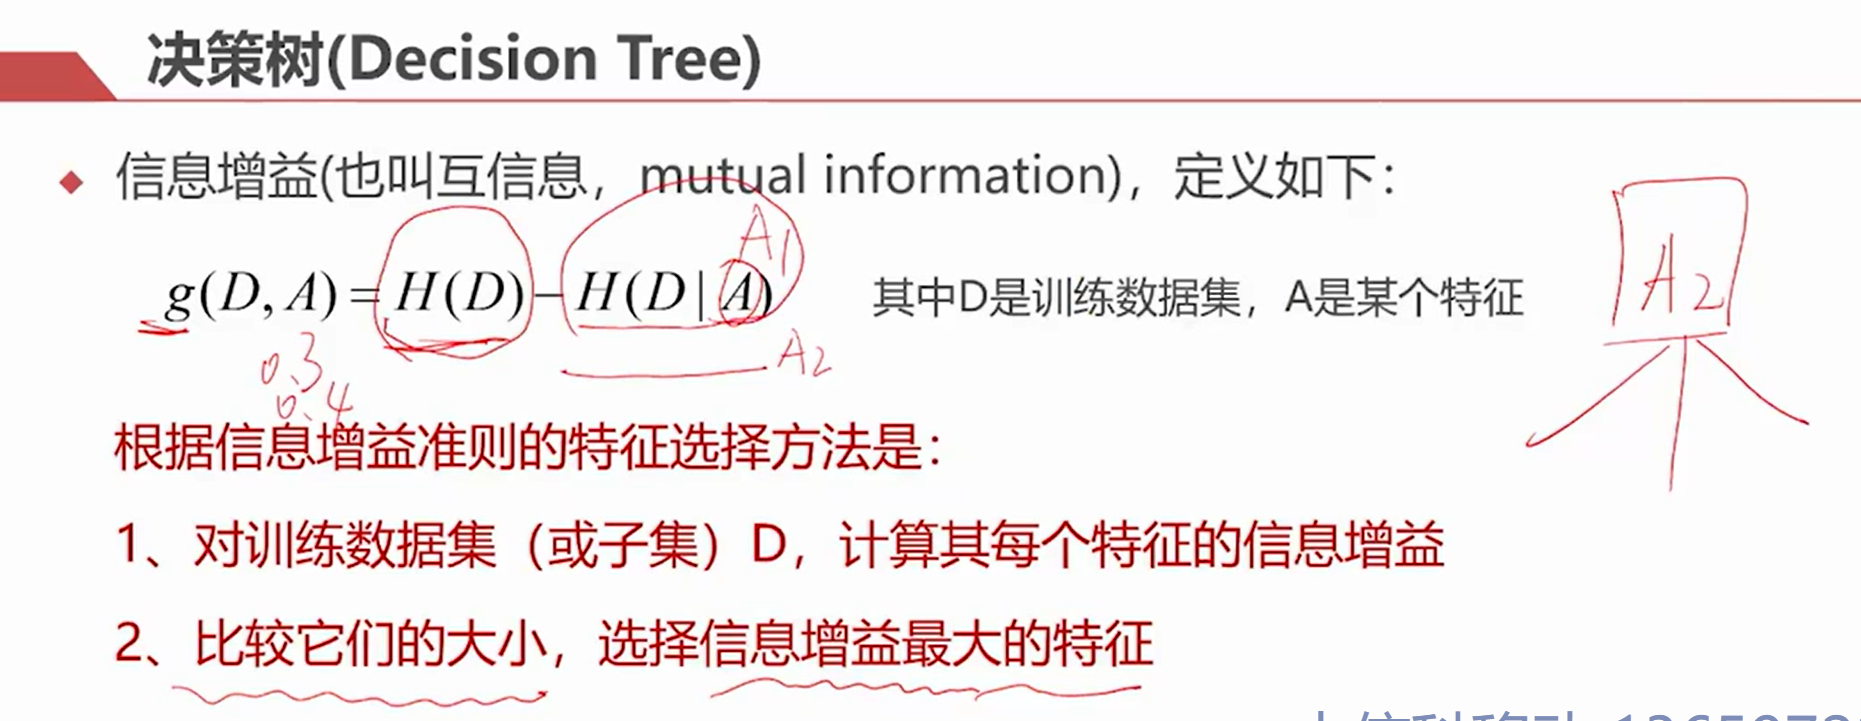 决策树(Decision Tree)
信息增益(也叫互信息，mutual information)，定义如下：
A1
g(D, A) = H(D) − H(D | A) 其中D是训练数据集，A是某个特征
A2
A2
0.3
0.4
根据信息增益准则的特征选择方法是：
1、对训练数据集（或子集）D，计算其每个特征的信息增益
2、比较它们的大小，选择信息增益最大的特征